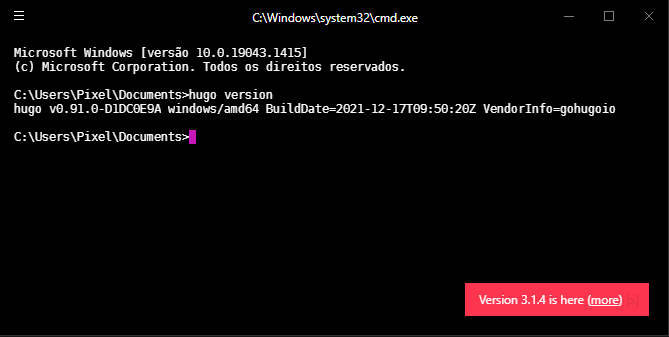 C:\Windows\system32\cmd.exe
Microsoft Windows [versão 10.0.19043.1415]
(c) Microsoft Corporation. Todos os direitos reservados.
C:\Users\Pixel\Documents>hugo version
hugo v0.91.0-D1DC0E9A windows/amd64 BuildDate=2021-12-17T09:50:20Z VendorInfo=gohugoio
C:\Users\Pixel\Documents>
Version 3.1.4 is here (more) [x]